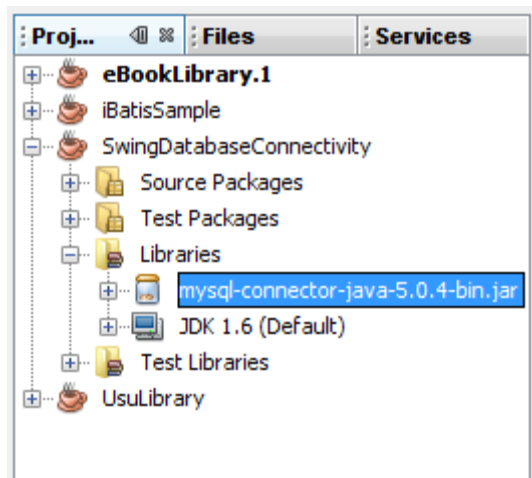 Proj... Files Services
eBookLibrary.1
iBatisSample
SwingDatabaseConnectivity
Source Packages
Test Packages
Libraries
mysql-connector-java-5.0.4-bin.jar
JDK 1.6 (Default)
Test Libraries
UsuLibrary